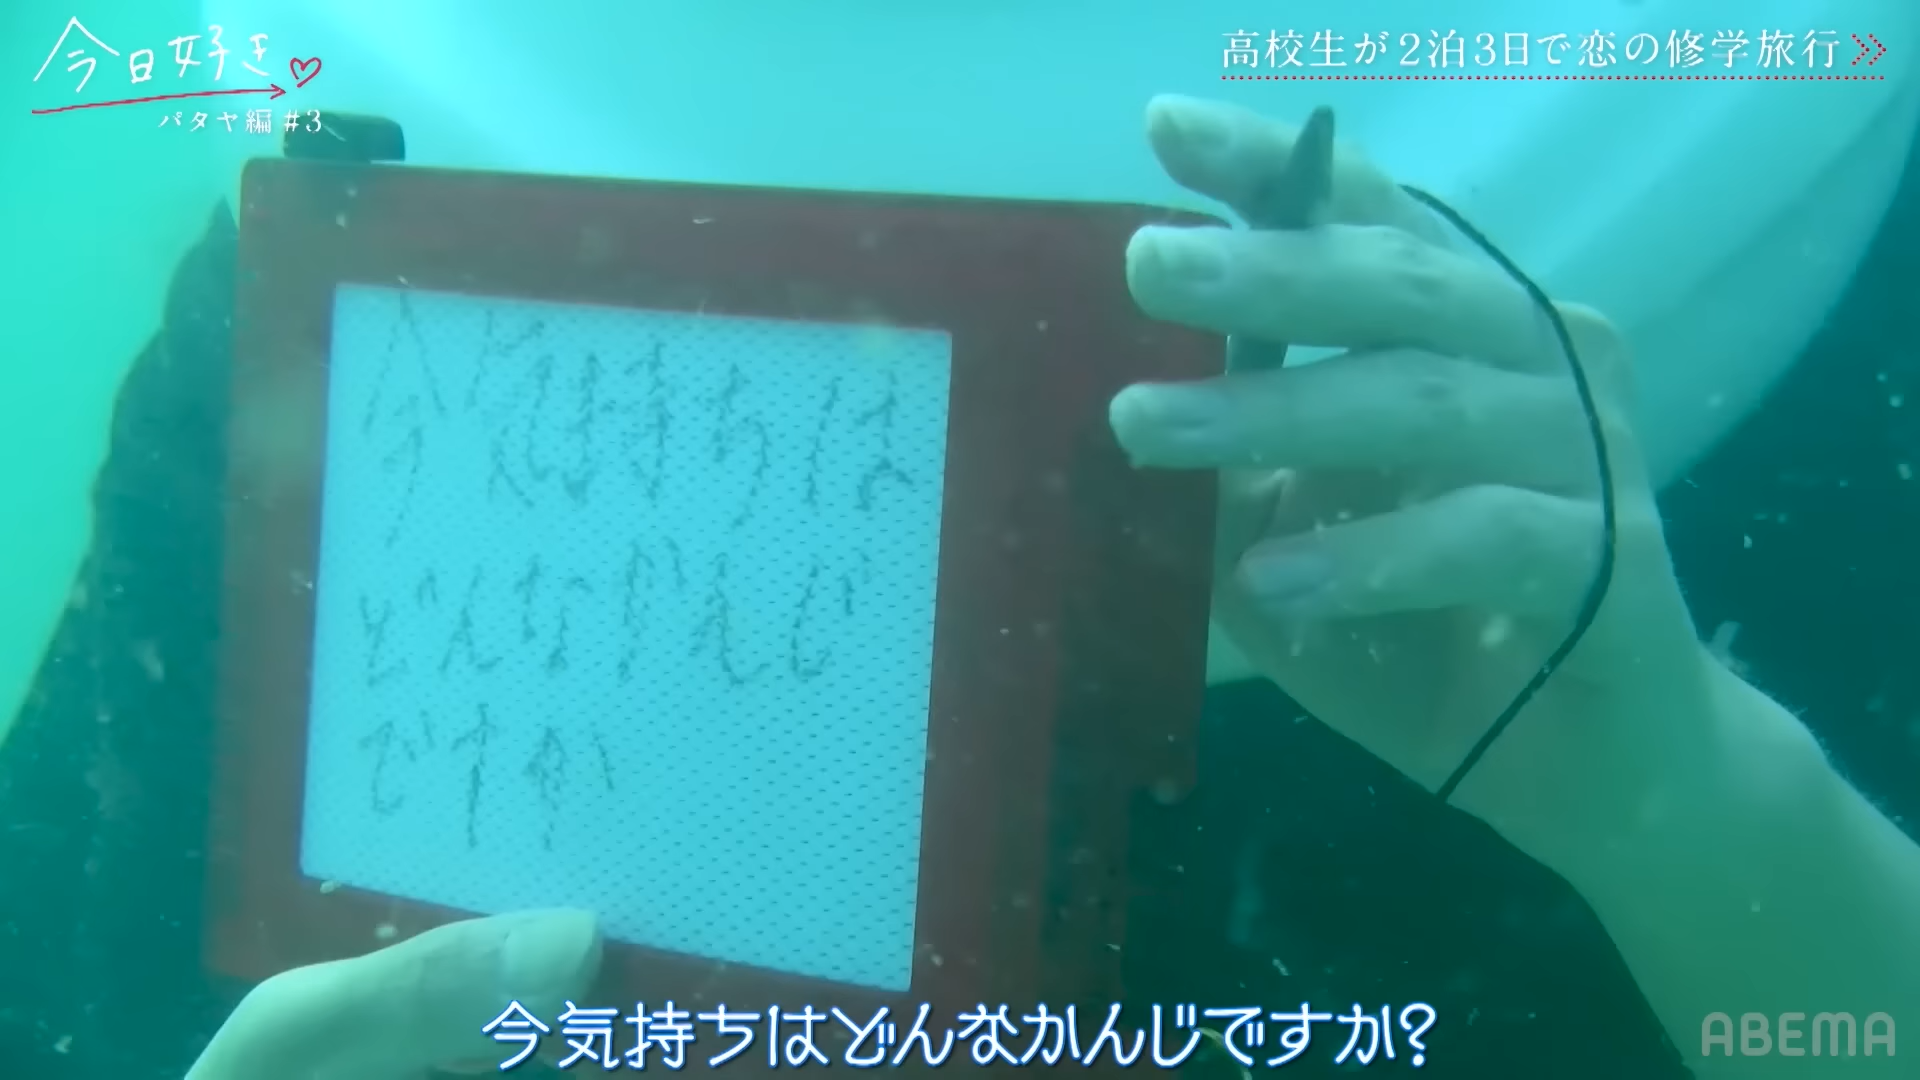 今日好き♡
パタヤ編 #3
高校生が2泊3日で恋の修学旅行
今気もちは
どんなかんじ
ですか
今気持ちはどんなかんじですか?
ABEMA